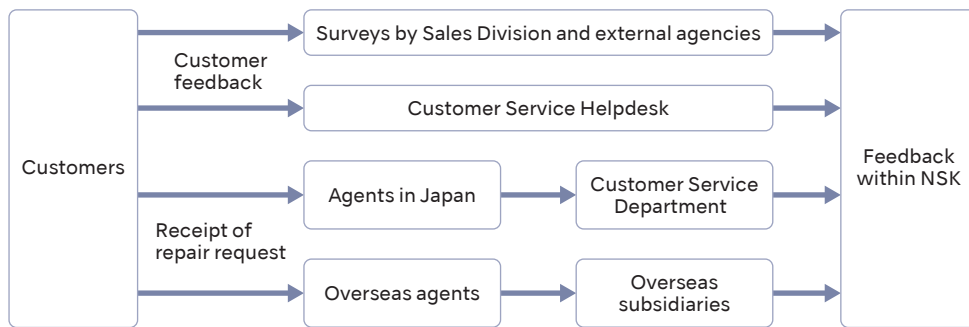 Customers
Customer
feedback
Surveys by Sales Division and external agencies
Customer Service Helpdesk
Receipt of
repair request
Agents in Japan
Customer Service
Department
Overseas agents
Overseas
subsidiaries
Feedback
within NSK